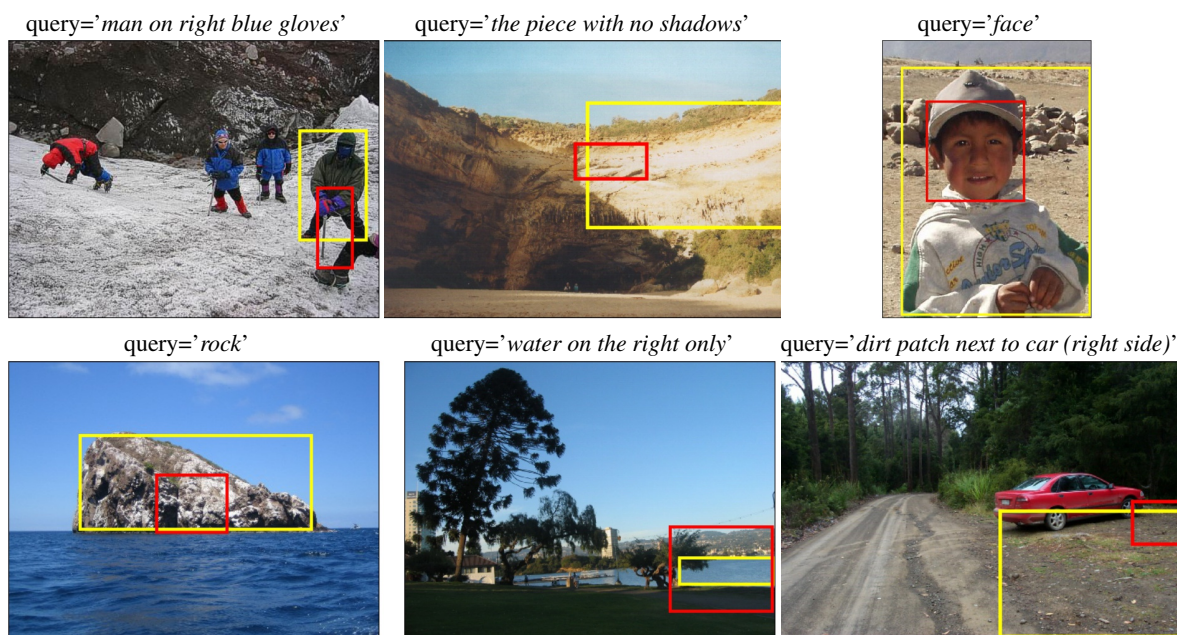 query='man on right blue gloves'
query='the piece with no shadows'
query='face'
query='rock'
query='water on the right only'
query='dirt patch next to car (right side)'